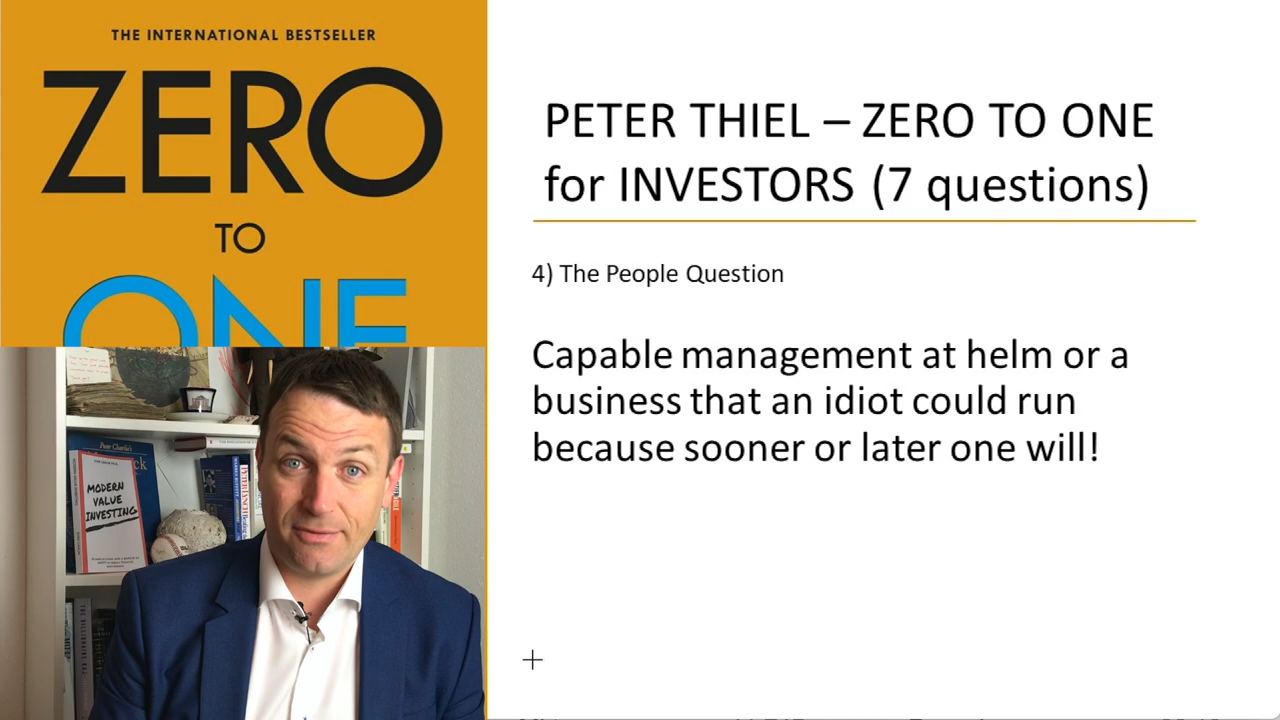 THE INTERNATIONAL BESTSELLER
ZERO
TO
ONE
PETER THIEL – ZERO TO ONE
for INVESTORS (7 questions)
4) The People Question
Capable management at helm or a
business that an idiot could run
because sooner or later one will!
MODERN
VALUE
INVESTING